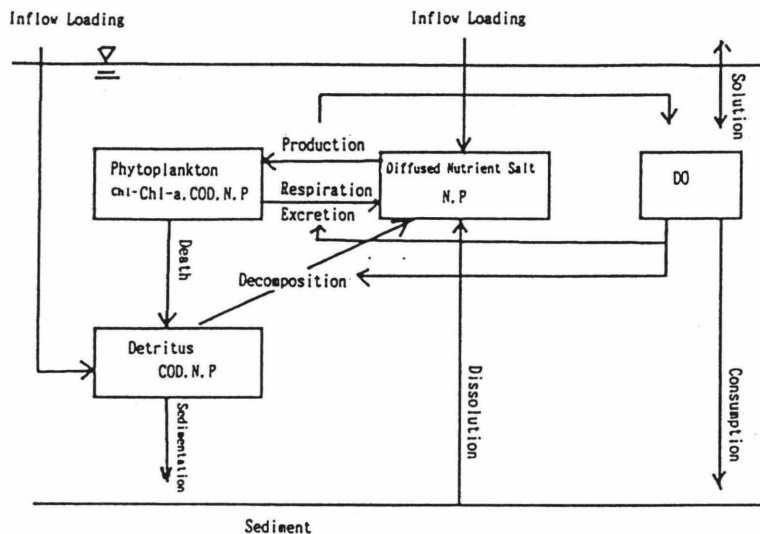 Inflow Loading
Inflow Loading
Solution
Production
Phytoplankton
Chl-Chl-a.COD.N.P
Respiration
Excretion
Diffused Nutrient Salt
N.P
DO
Death
Decomposition
Detritus
COD.N.P
Sedimentation
Dissolution
Consumption
Sediment